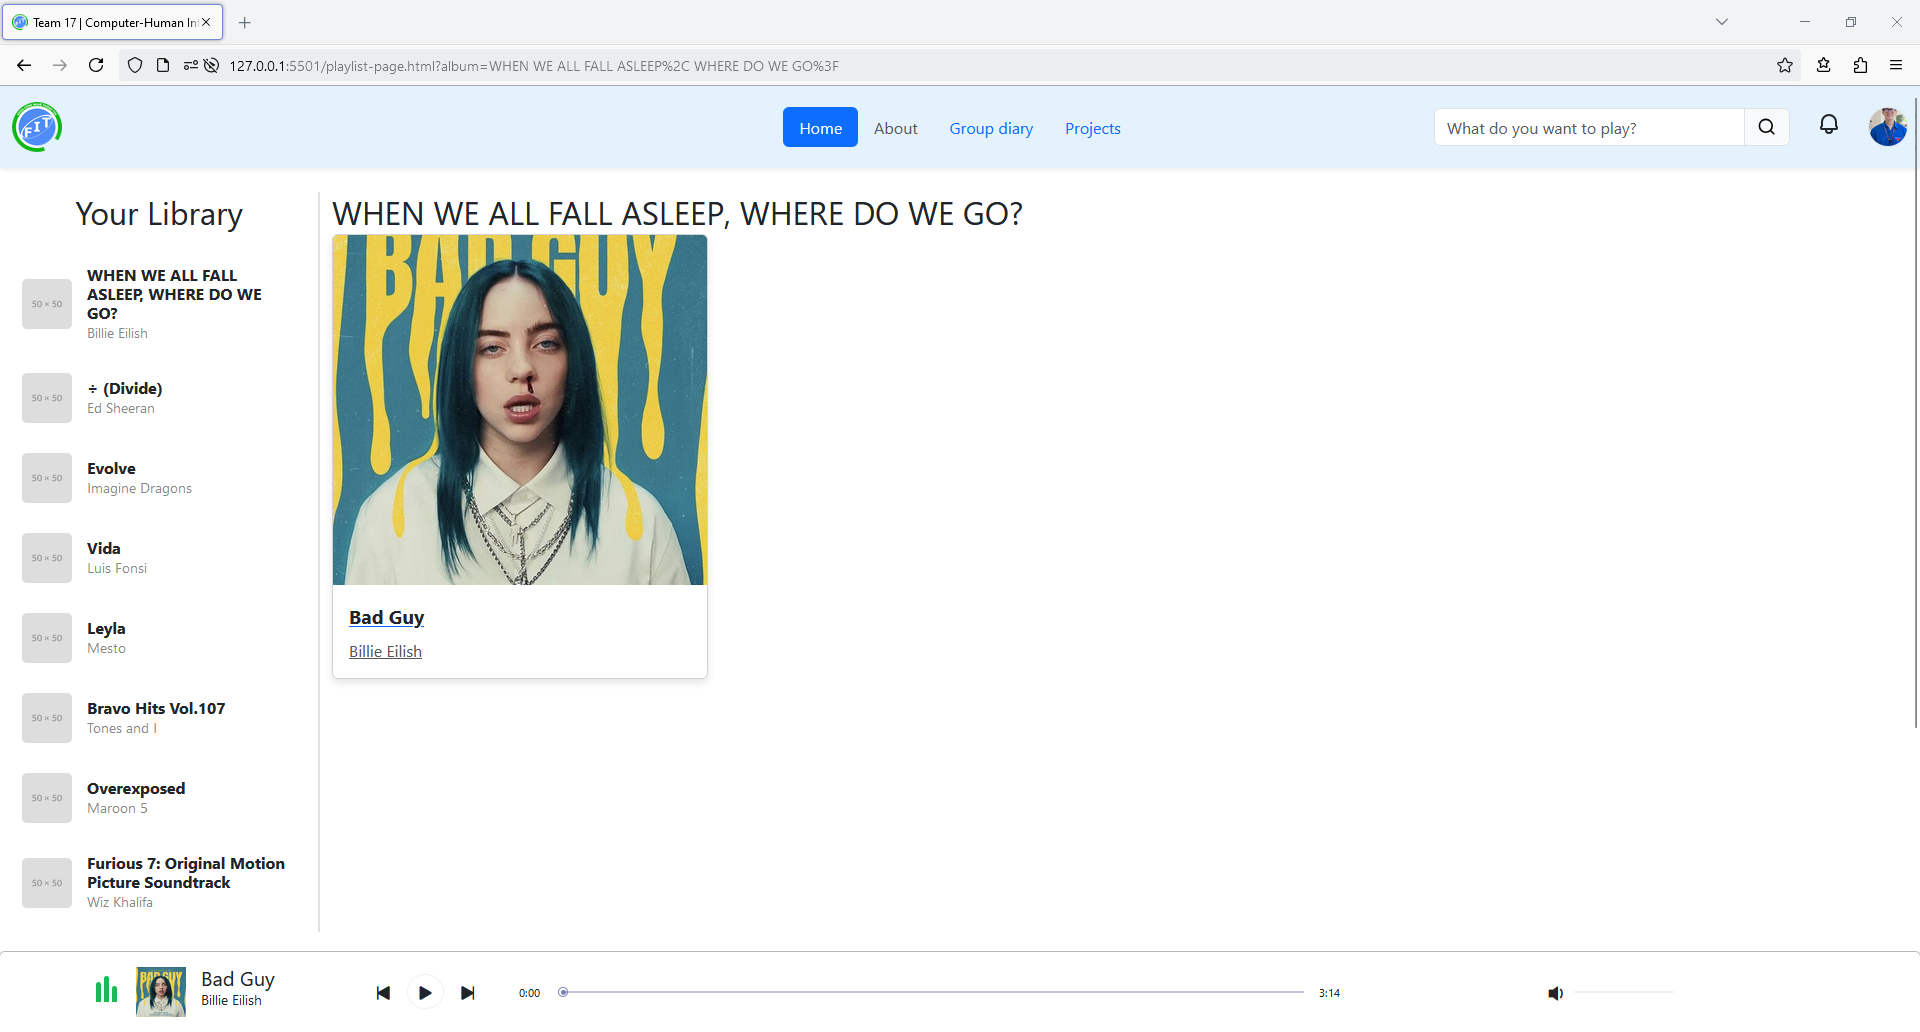 Team 17 | Computer-Human In
127.0.0.1:5501/playlist-page.html?album=WHEN WE ALL FALL ASLEEP%2C WHERE DO WE GO%3F
FIT
Home
About
Group diary
Projects
What do you want to play?
Your Library
50 × 50
WHEN WE ALL FALL
ASLEEP, WHERE DO WE
GO?
Billie Eilish
50 × 50
÷ (Divide)
Ed Sheeran
50 × 50
Evolve
Imagine Dragons
50 × 50
Vida
Luis Fonsi
50 × 50
Leyla
Mesto
50 × 50
Bravo Hits Vol.107
Tones and I
50 × 50
Overexposed
Maroon 5
50 × 50
Furious 7: Original Motion
Picture Soundtrack
Wiz Khalifa
WHEN WE ALL FALL ASLEEP, WHERE DO WE GO?
BAD GUY
Bad Guy
Billie Eilish
BAD GUY
Bad Guy
Billie Eilish
0:00
3:14